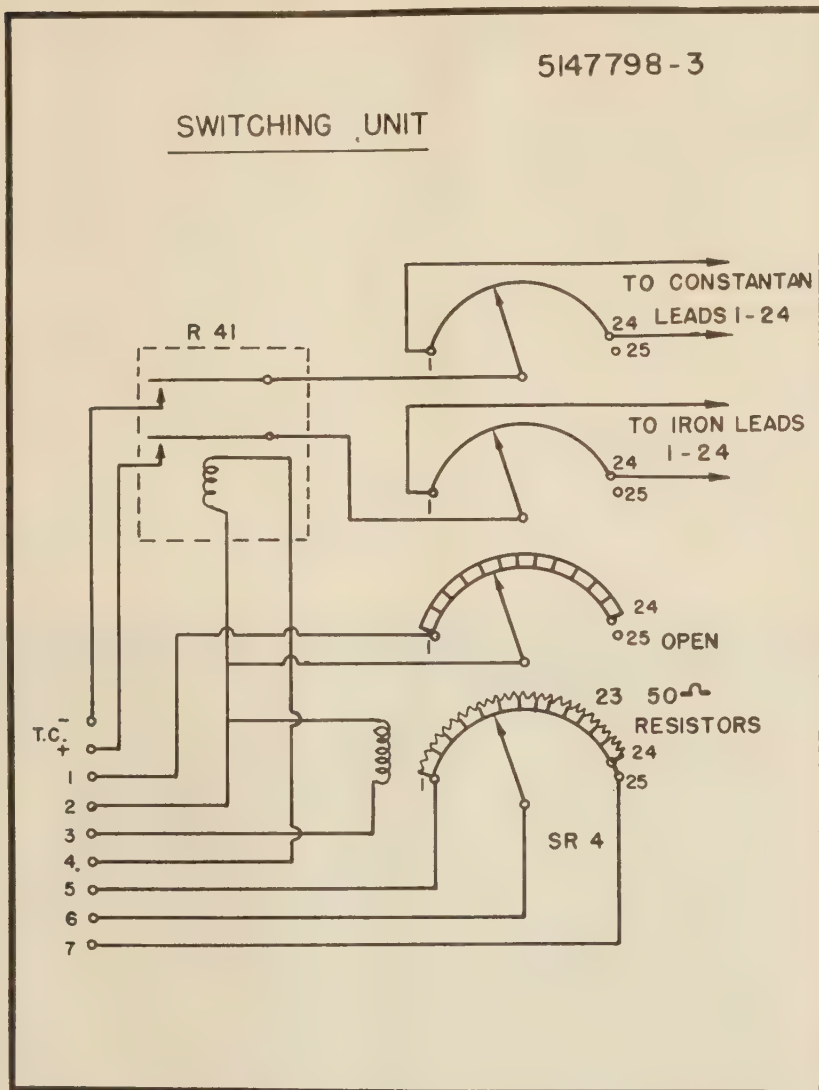 5147798-3
SWITCHING UNIT
TO CONSTANTAN
LEADS 1-24
1
24
25
R 41
TO IRON LEADS
1-24
1
24
25
1
24
25 OPEN
23 50Ω
RESISTORS
1
24
25
SR 4
T.C. -
+
1
2
3
4
5
6
7